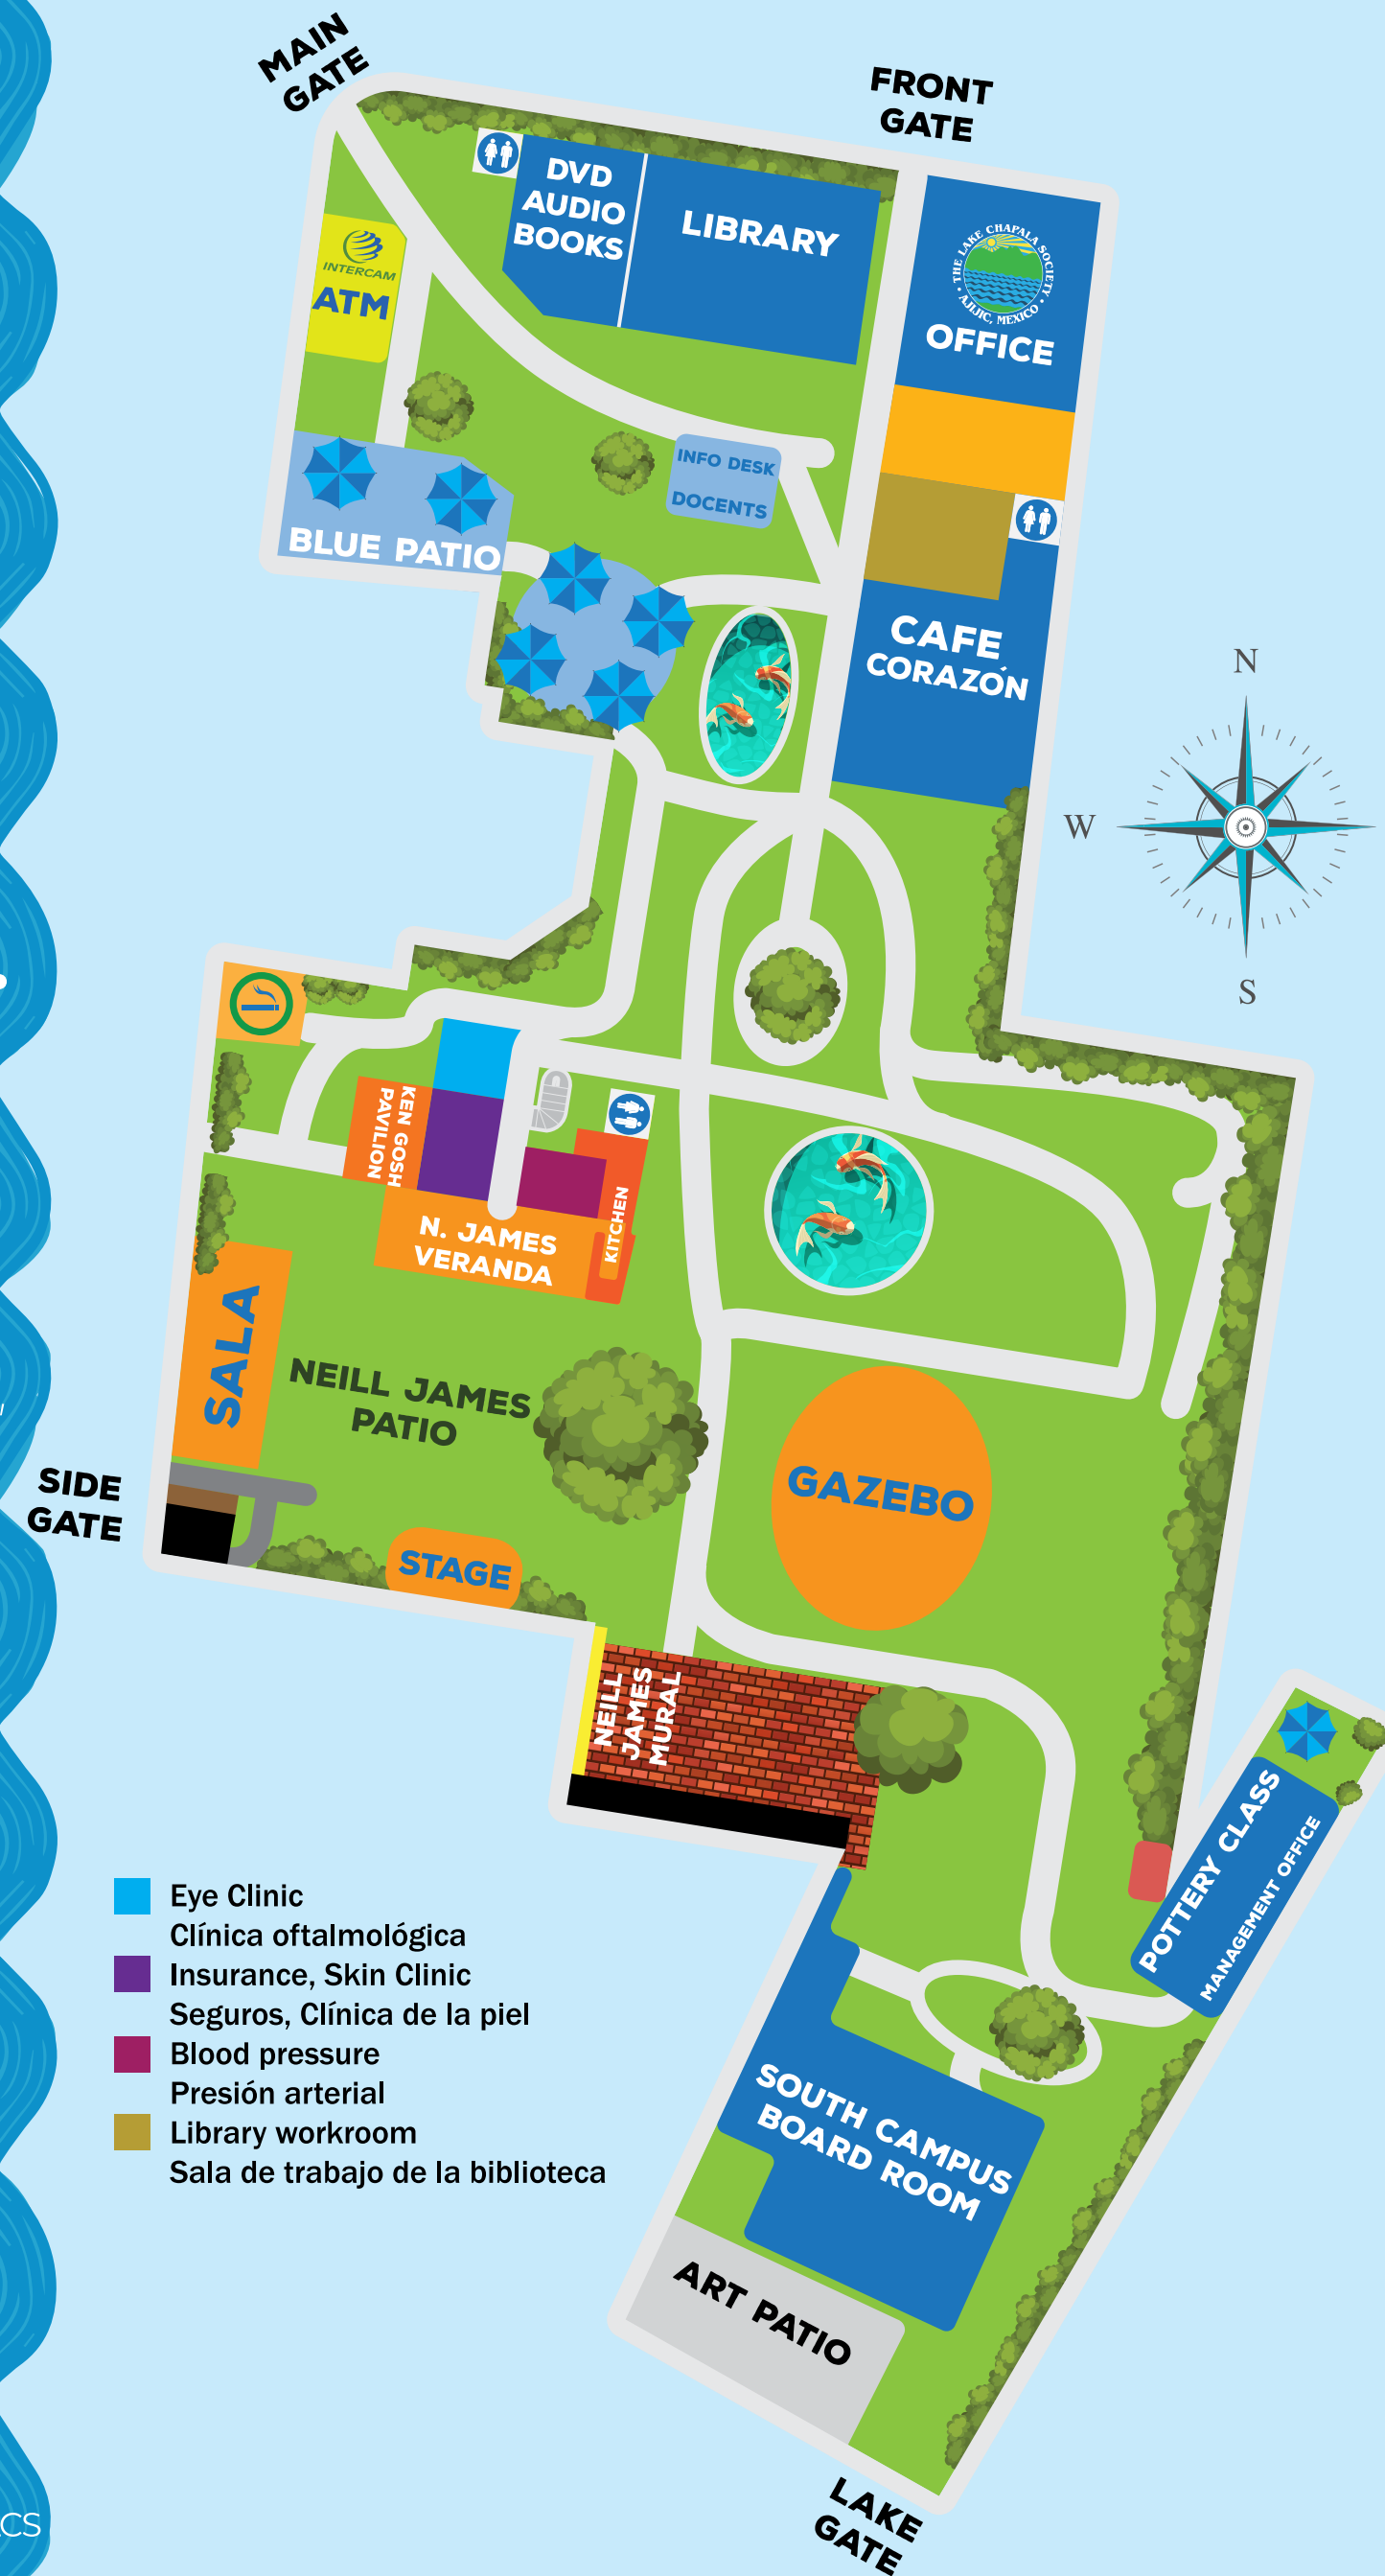 MAIN
GATE
FRONT
GATE
DVD
AUDIO
BOOKS
LIBRARY
THE LAKE CHAPALA SOCIETY
• AJIJIC, MEXICO •
OFFICE
INTERCAM
ATM
INFO DESK
DOCENTS
BLUE PATIO
CAFE
CORAZÓN
N
W
S
KEN GOSH
PAVILION
N. JAMES
VERANDA
KITCHEN
SALA
NEILL JAMES
PATIO
GAZEBO
SIDE
GATE
STAGE
NEILL
JAMES
MURAL
POTTERY CLASS
MANAGEMENT OFFICE
Eye Clinic
Clínica oftalmológica
Insurance, Skin Clinic
Seguros, Clínica de la piel
Blood pressure
Presión arterial
Library workroom
Sala de trabajo de la biblioteca
SOUTH CAMPUS
BOARD ROOM
ART PATIO
LAKE
GATE
CS